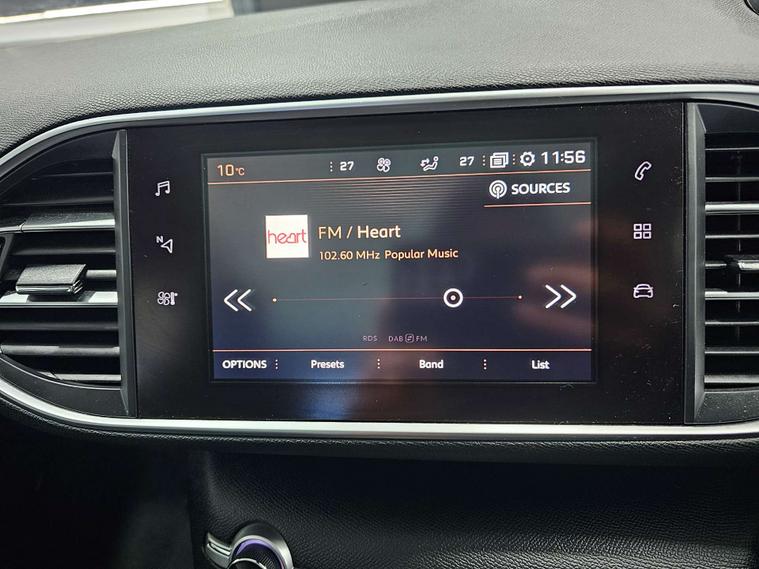 10°C 27 27 11:56
SOURCES
heart
FM / Heart
102.60 MHz Popular Music
N
RDS DAB FM
OPTIONS Presets Band List